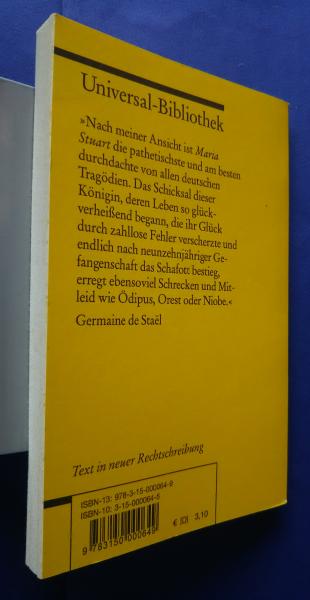 Universal-Bibliothek
»Nach meiner Ansicht ist Maria
Stuart die pathetischste und am besten
durchdachte von allen deutschen
Tragödien. Das Schicksal dieser
Königin, deren Leben so glück-
verheißend begann, die ihr Glück
durch zahllose Fehler verscherzte und
endlich nach neunzehnjähriger Ge-
fangenschaft das Schafott bestieg,
erregt ebensoviel Schrecken und Mit-
leid wie Ödipus, Orest oder Niobe.«
Germaine de Staël
Text in neuer Rechtschreibung
ISBN-13: 978-3-15-000064-9
ISBN-10: 3-15-000064-5
9 783150 000649
€ [D] 3,10